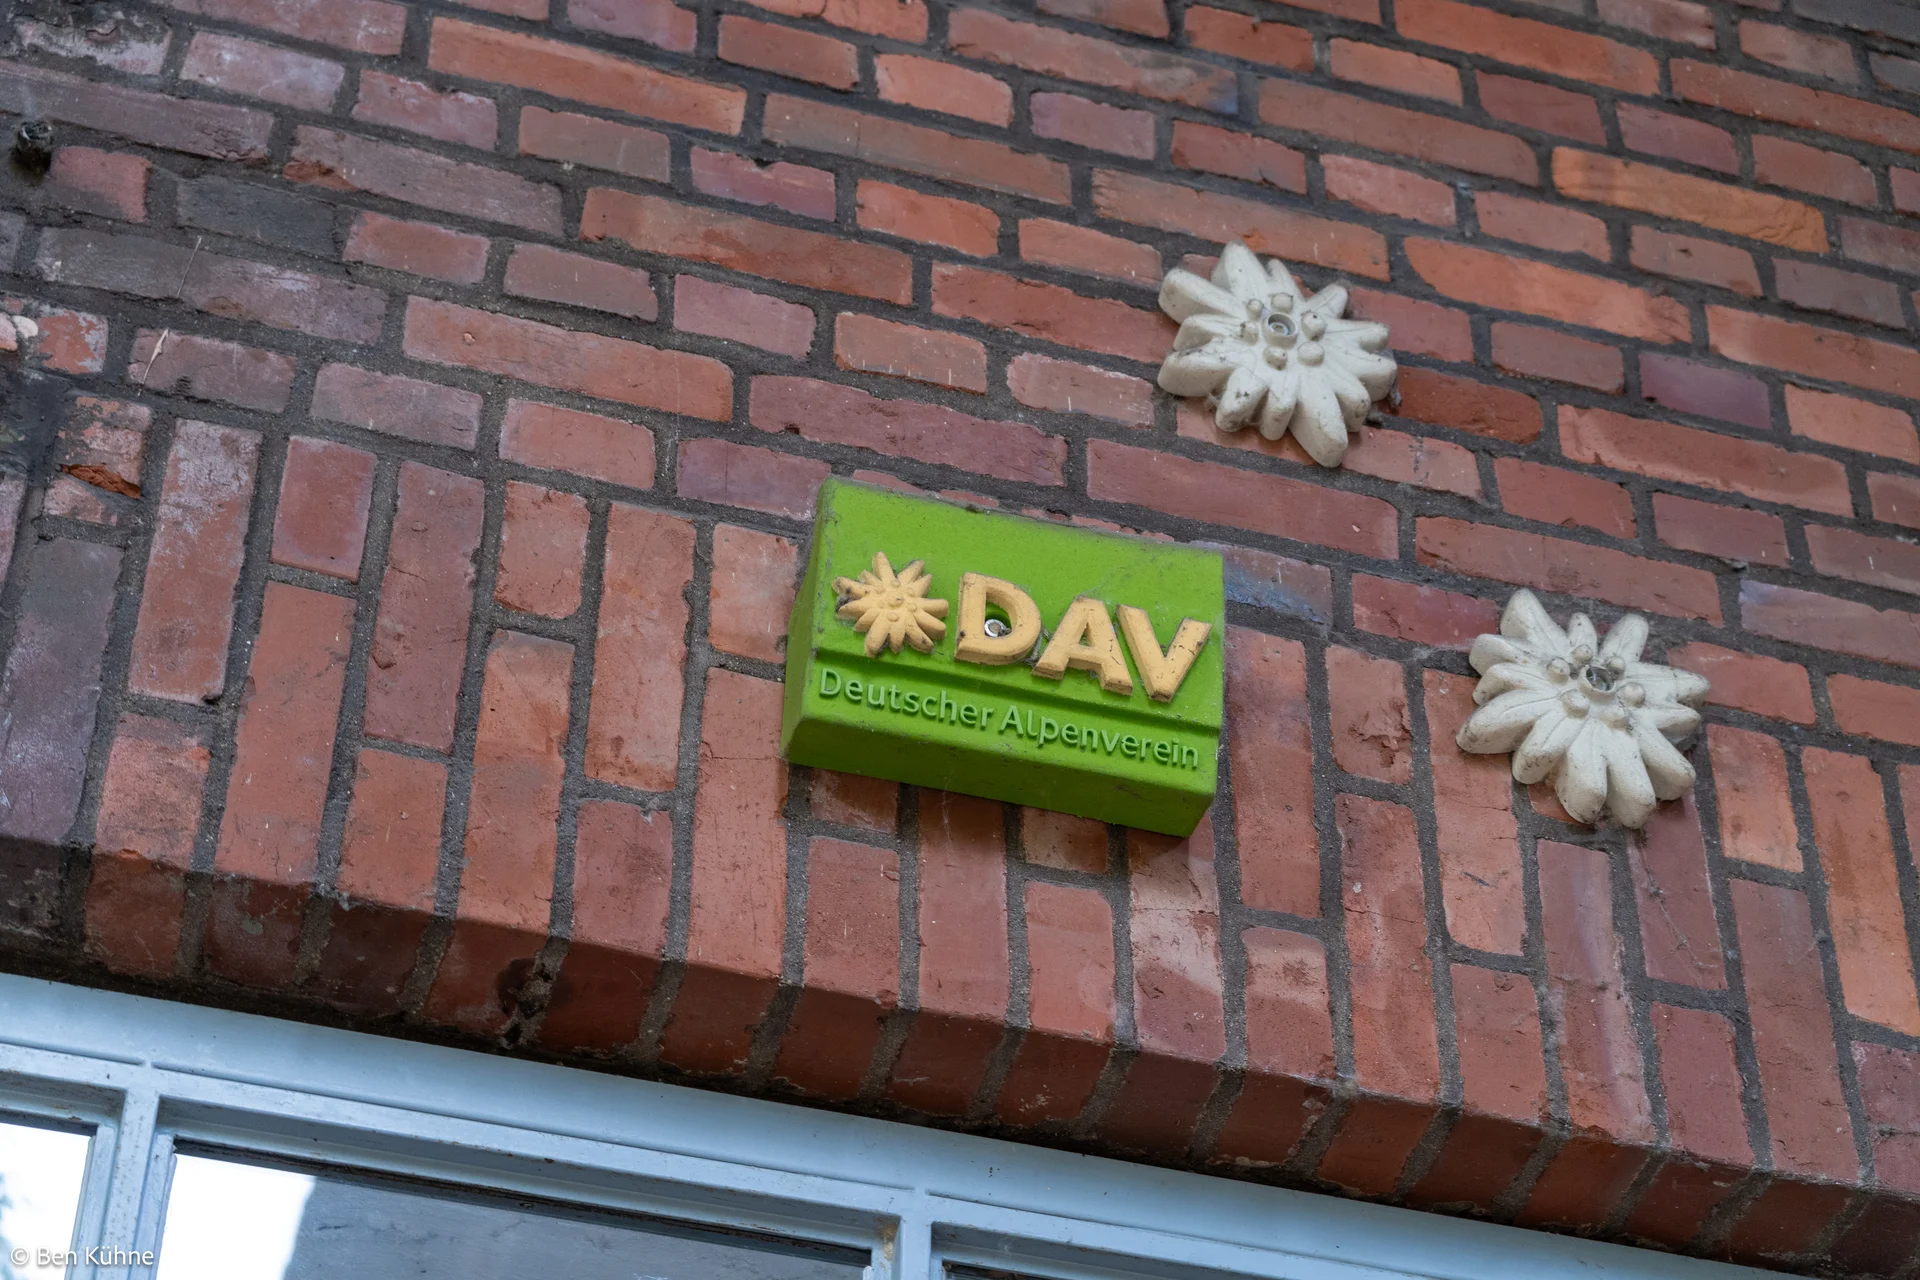 DAV
Deutscher Alpenverein
© Ben Kühne